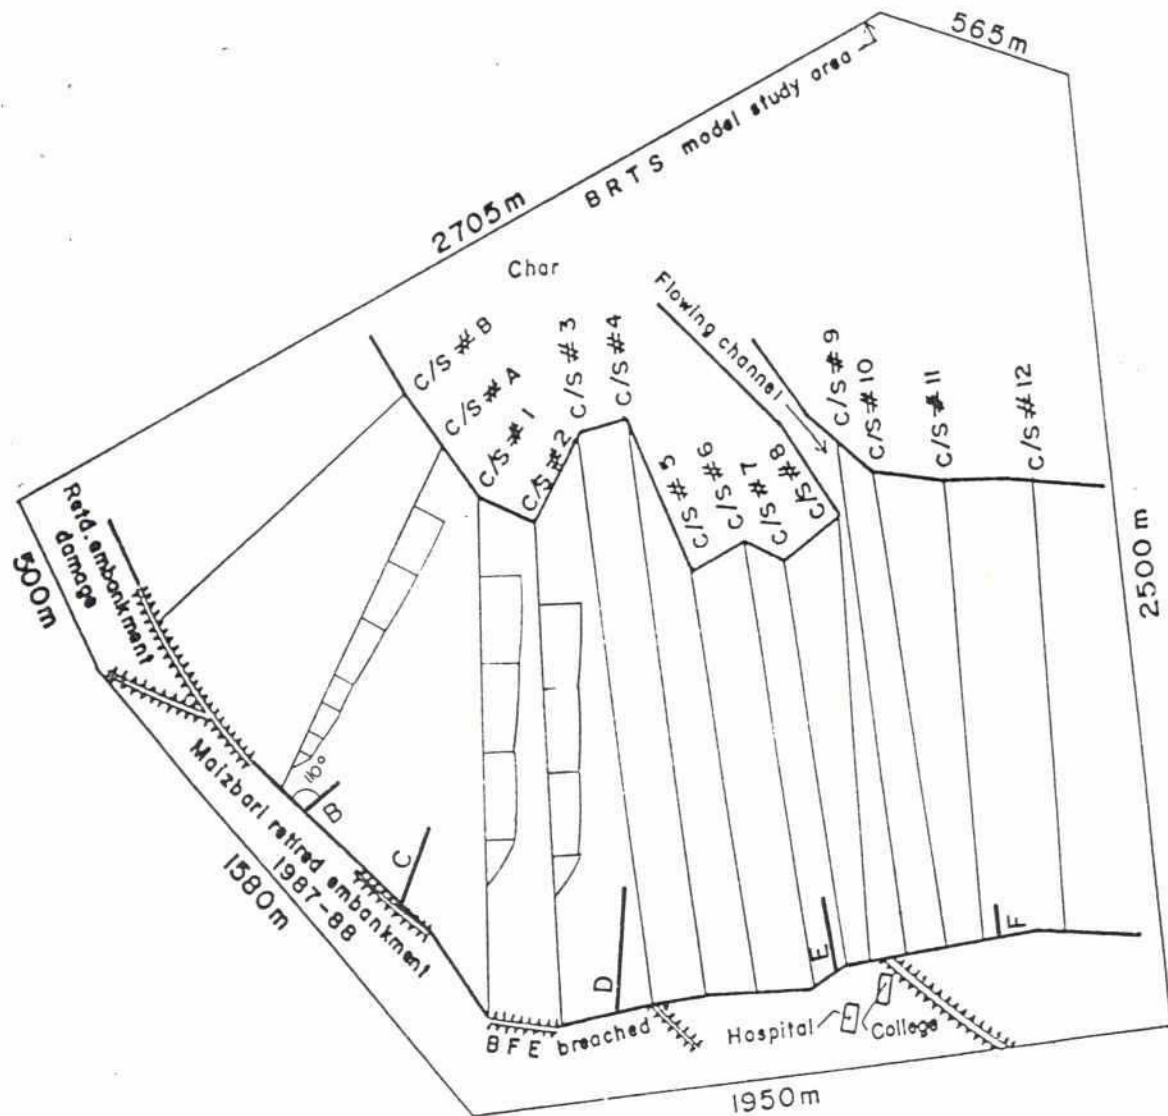 565m
BRTS model study area
2705m
Char
Flowing channel
C/S # B
C/S # A
C/S # 1
C/S # 2
C/S # 3
C/S # 4
C/S # 5
C/S # 6
C/S # 7
C/S # 8
C/S # 9
C/S # 10
C/S # 11
C/S # 12
Retd. embankment
damage
500m
2500m
110°
B
C
Maizbari retired embankment
1987-88
1580m
D
E
F
BFE breached
Hospital
College
1950m